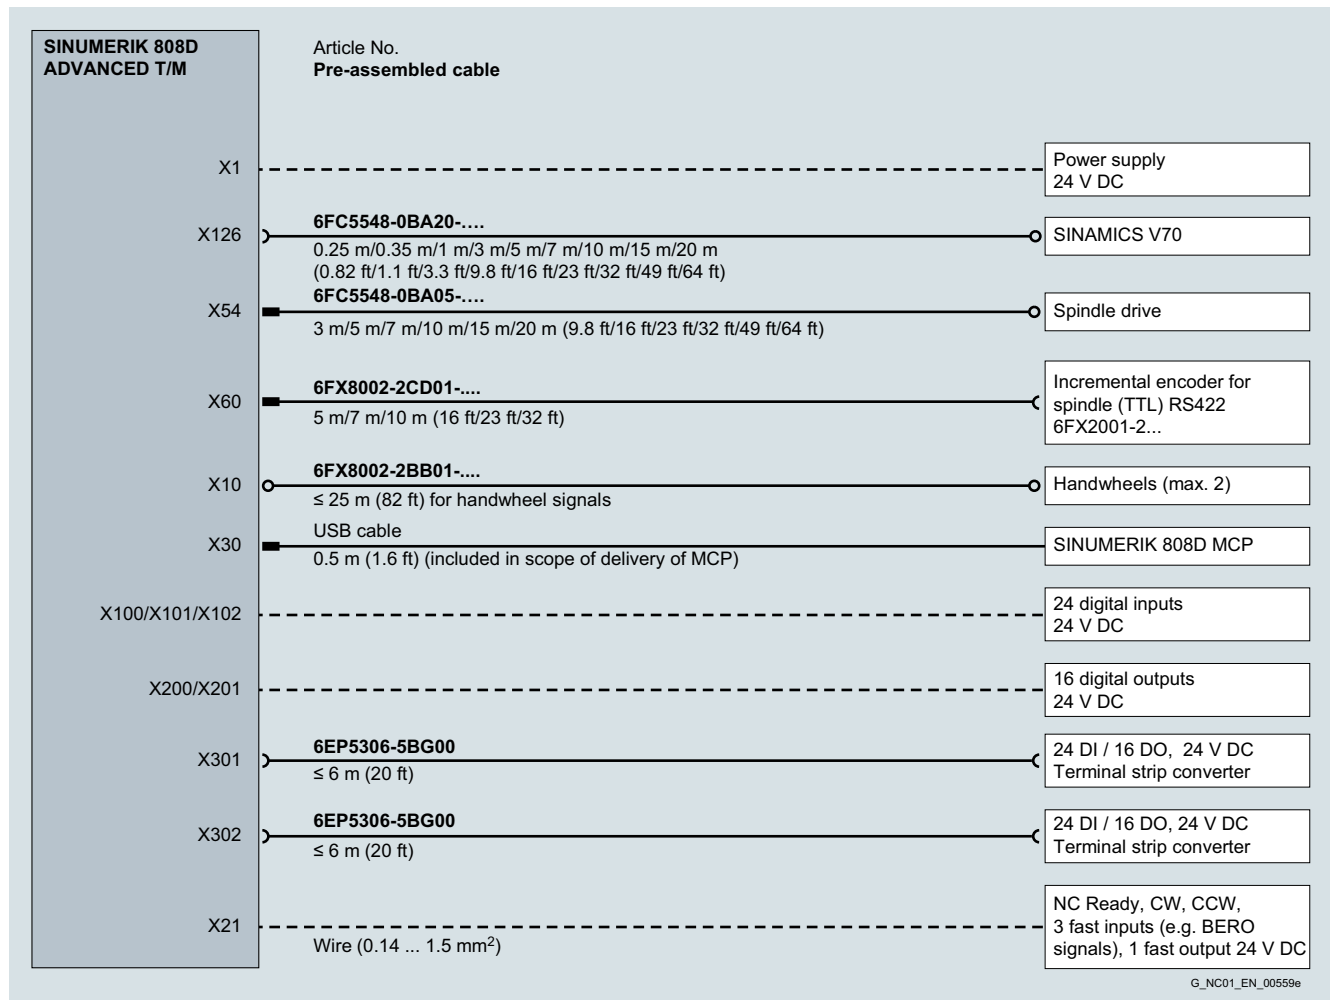 SINUMERIK 808D
ADVANCED T/M
Article No.
Pre-assembled cable
X1
Power supply
24 V DC
X126
6FC5548-0BA20-....
0.25 m/0.35 m/1 m/3 m/5 m/7 m/10 m/15 m/20 m
(0.82 ft/1.1 ft/3.3 ft/9.8 ft/16 ft/23 ft/32 ft/49 ft/64 ft)
SINAMICS V70
X54
6FC5548-0BA05-....
3 m/5 m/7 m/10 m/15 m/20 m (9.8 ft/16 ft/23 ft/32 ft/49 ft/64 ft)
Spindle drive
X60
6FX8002-2CD01-....
5 m/7 m/10 m (16 ft/23 ft/32 ft)
Incremental encoder for
spindle (TTL) RS422
6FX2001-2...
X10
6FX8002-2BB01-....
≤ 25 m (82 ft) for handwheel signals
Handwheels (max. 2)
X30
USB cable
0.5 m (1.6 ft) (included in scope of delivery of MCP)
SINUMERIK 808D MCP
X100/X101/X102
24 digital inputs
24 V DC
X200/X201
16 digital outputs
24 V DC
X301
6EP5306-5BG00
≤ 6 m (20 ft)
24 DI / 16 DO, 24 V DC
Terminal strip converter
X302
6EP5306-5BG00
≤ 6 m (20 ft)
24 DI / 16 DO, 24 V DC
Terminal strip converter
X21
Wire (0.14 ... 1.5 mm²)
NC Ready, CW, CCW,
3 fast inputs (e.g. BERO
signals), 1 fast output 24 V DC
G_NC01_EN_00559e